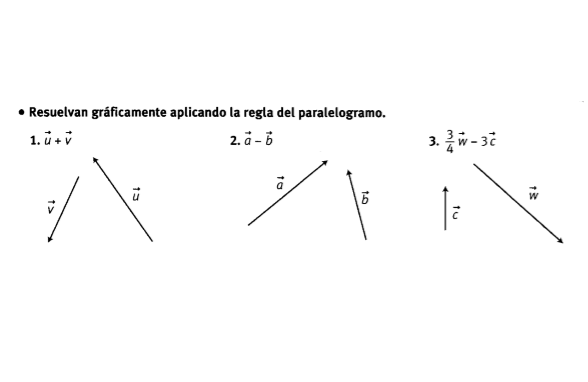 • Resuelvan gráficamente aplicando la regla del paralelogramo.
1. u⃗ + v⃗
2. a⃗ – b⃗
3. 3/4 w⃗ – 3c⃗
v⃗
u⃗
a⃗
b⃗
c⃗
w⃗